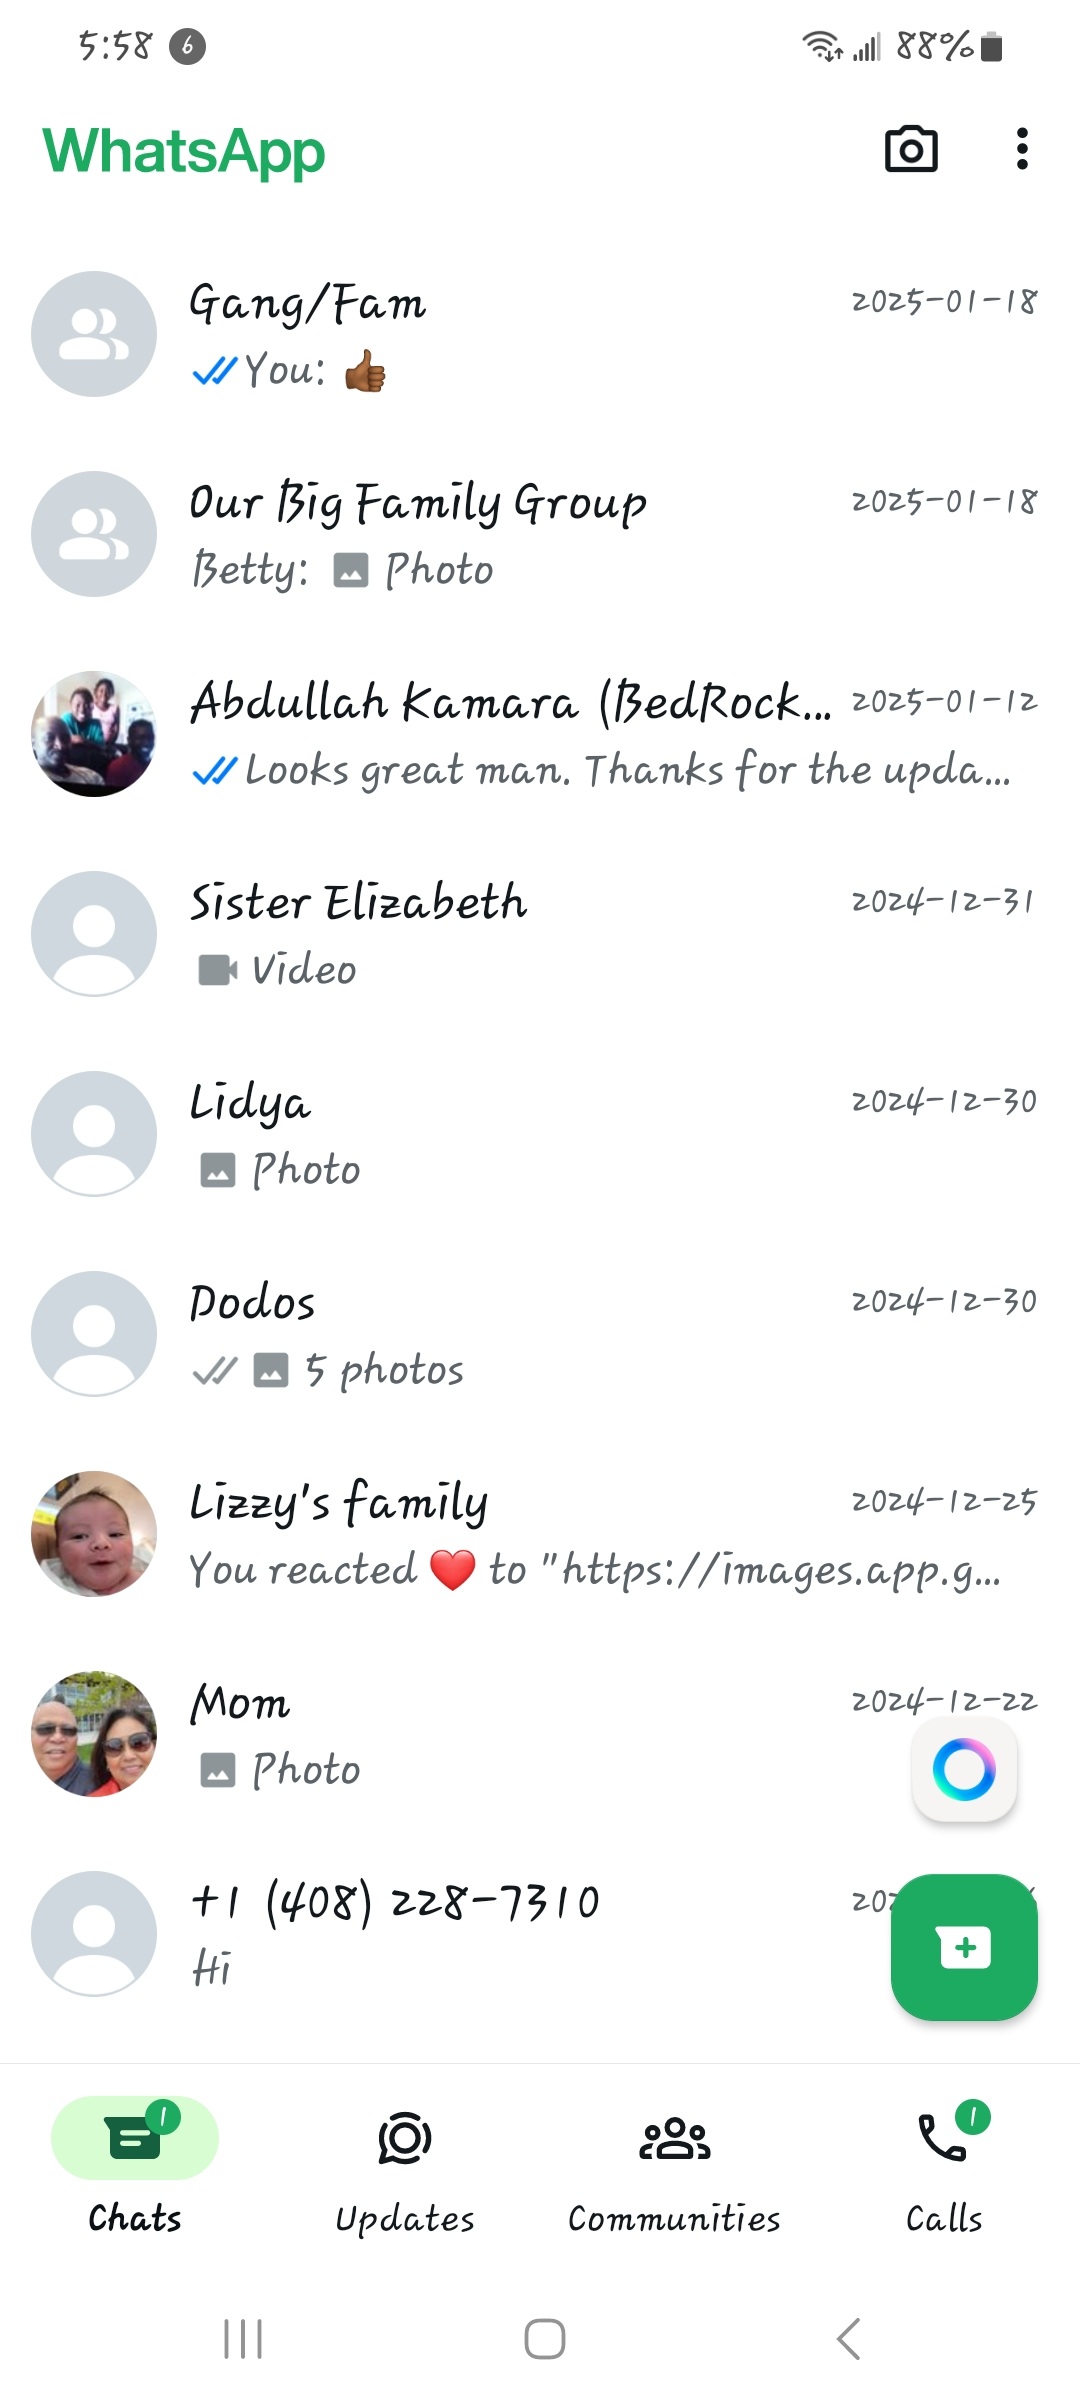 5:58 6 88%
WhatsApp
Gang/Fam 2025-01-18
You: 👍🏾
Our Big Family Group 2025-01-18
Betty: Photo
Abdullah Kamara (BedRock... 2025-01-12
Looks great man. Thanks for the upda...
Sister Elizabeth 2024-12-31
Video
Lidya 2024-12-30
Photo
Dodos 2024-12-30
5 photos
Lizzy's family 2024-12-25
You reacted ❤️ to "https://images.app.g...
Mom 2024-12-22
Photo
+1 (408) 228-7310
Hi
1 1
Chats Updates Communities Calls